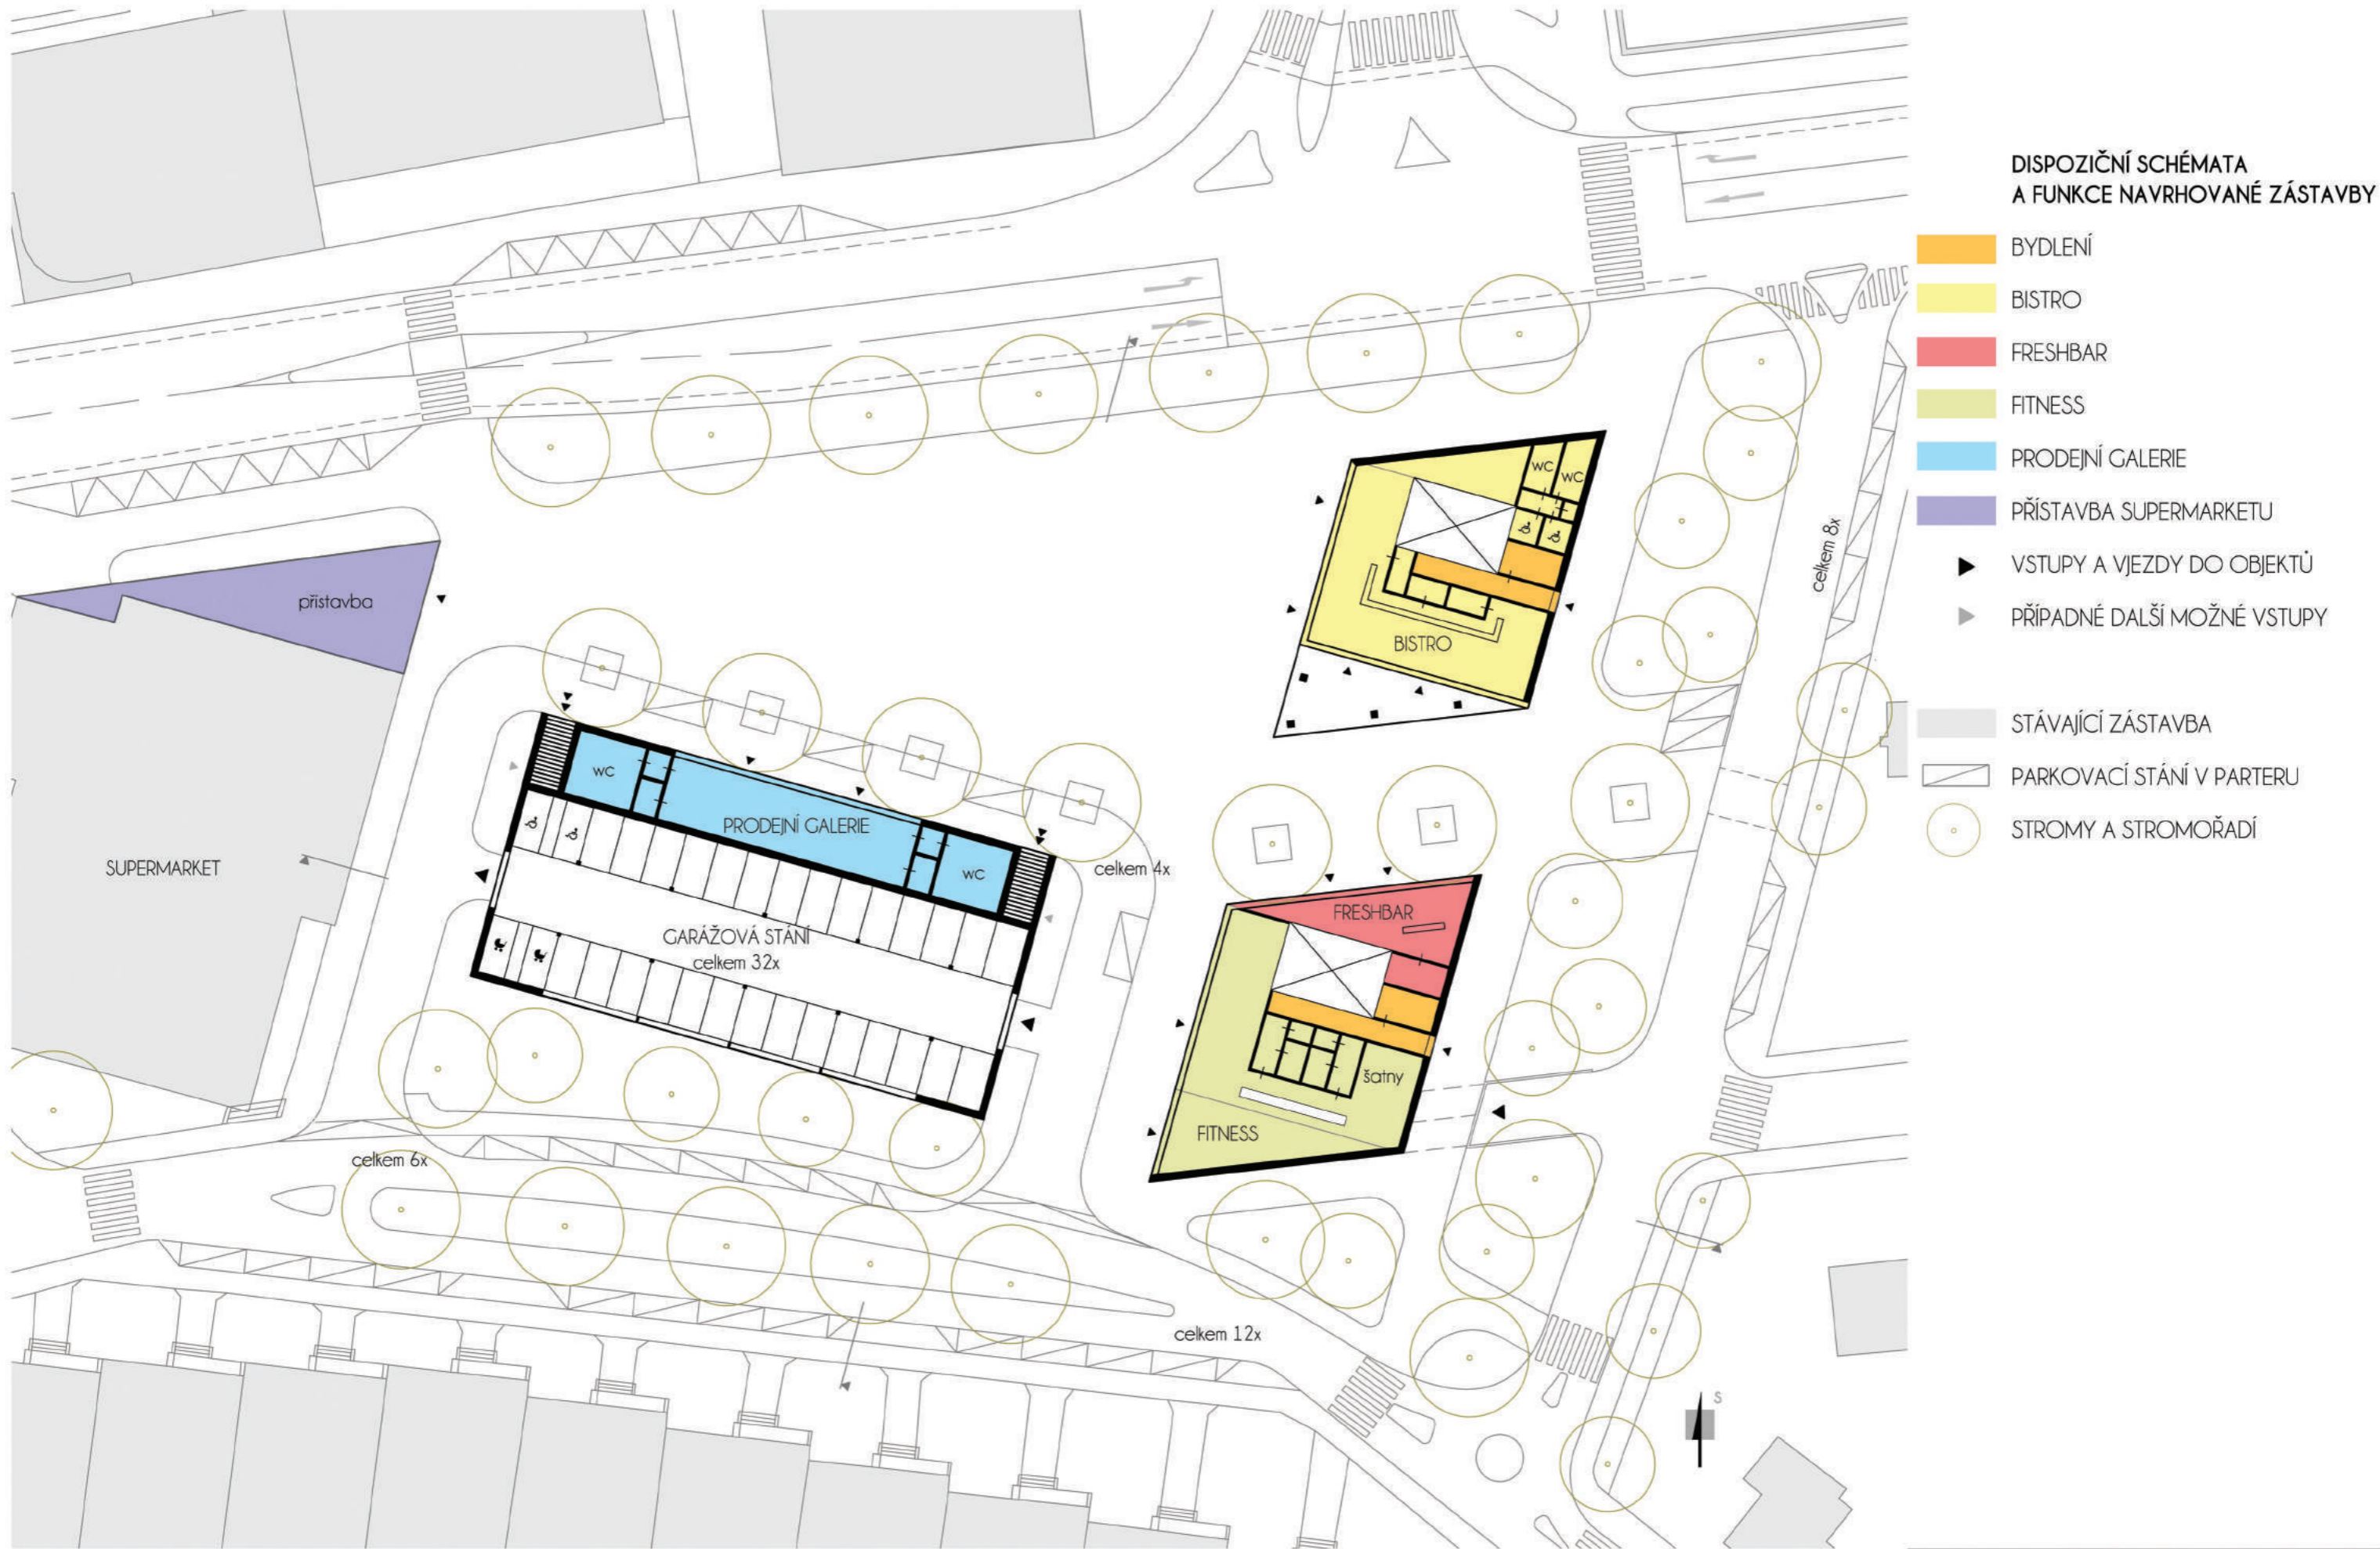 DISPOZIČNÍ SCHÉMATA
A FUNKCE NAVRHOVANÉ ZÁSTAVBY
BYDLENÍ
BISTRO
FRESHBAR
FITNESS
PRODEJNÍ GALERIE
PŘÍSTAVBA SUPERMARKETU
VSTUPY A VJEZDY DO OBJEKTŮ
PŘÍPADNÉ DALŠÍ MOŽNÉ VSTUPY
STÁVAJÍCÍ ZÁSTAVBA
PARKOVACÍ STÁNÍ V PARTERU
STROMY A STROMOŘADÍ
WC
WC
celkem 8x
přístavba
BISTRO
WC
PRODEJNÍ GALERIE
SUPERMARKET
WC
celkem 4x
FRESHBAR
GARÁŽOVÁ STÁNÍ
celkem 32x
šatny
FITNESS
celkem 6x
celkem 12x
S